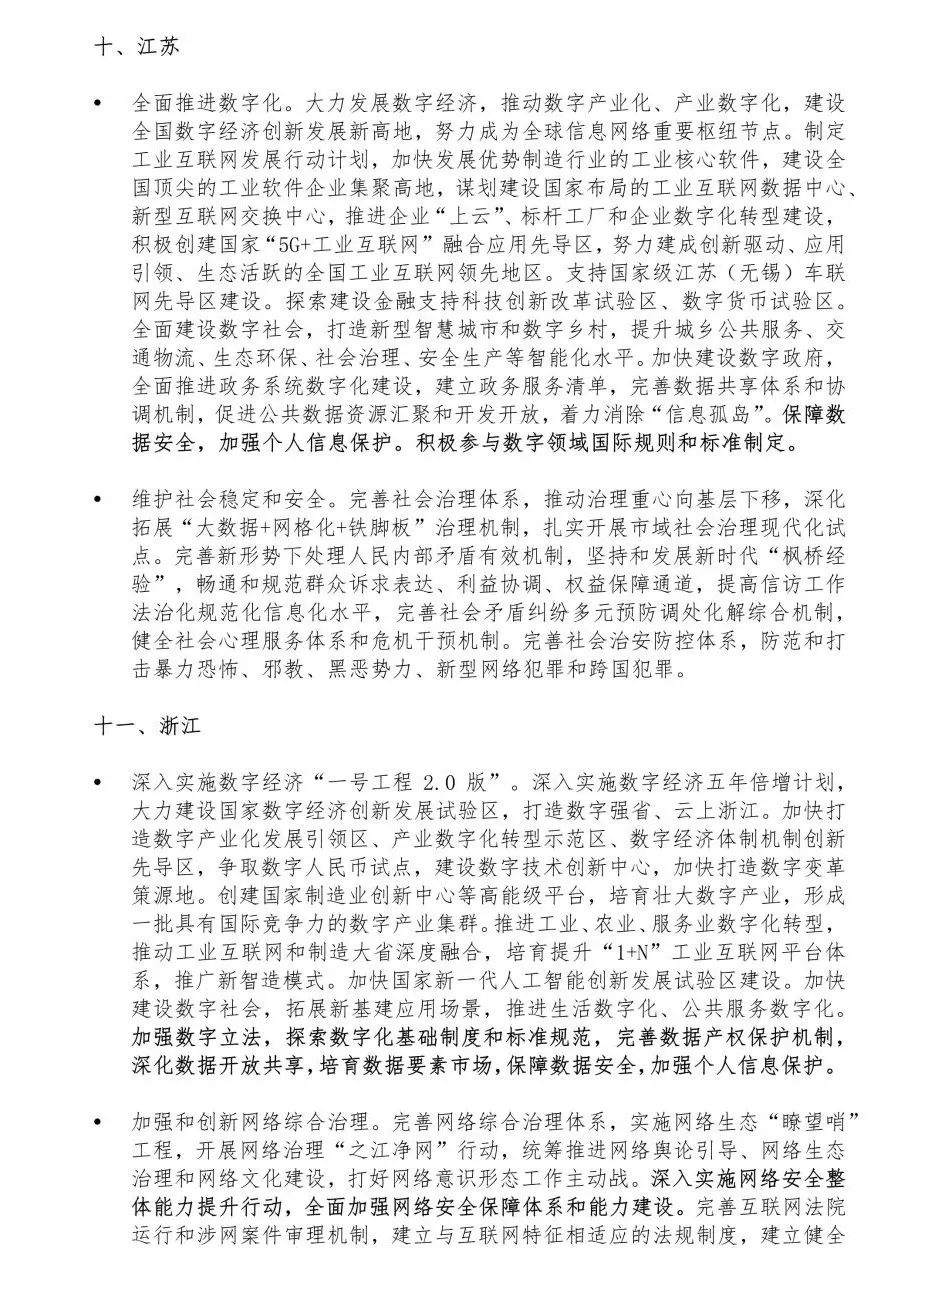 十、江苏
• 全面推进数字化。大力发展数字经济，推动数字产业化、产业数字化，建设
全国数字经济创新发展新高地，努力成为全球信息网络重要枢纽节点。制定
工业互联网发展行动计划，加快发展优势制造行业的工业核心软件，建设全
国顶尖的工业软件企业集聚高地，谋划建设国家布局的工业互联网数据中心、
新型互联网交换中心，推进企业“上云”、标杆工厂和企业数字化转型建设，
积极创建国家“5G+工业互联网”融合应用先导区，努力建成创新驱动、应用
引领、生态活跃的全国工业互联网领先地区。支持国家级江苏（无锡）车联
网先导区建设。探索建设金融支持科技创新改革试验区、数字货币试验区。
全面建设数字社会，打造新型智慧城市和数字乡村，提升城乡公共服务、交
通物流、生态环保、社会治理、安全生产等智能化水平。加快建设数字政府，
全面推进政务系统数字化建设，建立政务服务清单，完善数据共享体系和协
调机制，促进公共数据资源汇聚和开发开放，着力消除“信息孤岛”。保障数
据安全，加强个人信息保护。积极参与数字领域国际规则和标准制定。
• 维护社会稳定和安全。完善社会治理体系，推动治理重心向基层下移，深化
拓展“大数据+网格化+铁脚板”治理机制，扎实开展市域社会治理现代化试
点。完善新形势下处理人民内部矛盾有效机制，坚持和发展新时代“枫桥经
验”，畅通和规范群众诉求表达、利益协调、权益保障通道，提高信访工作
法治化规范化信息化水平，完善社会矛盾纠纷多元预防调处化解综合机制，
健全社会心理服务体系和危机干预机制。完善社会治安防控体系，防范和打
击暴力恐怖、邪教、黑恶势力、新型网络犯罪和跨国犯罪。
十一、浙江
• 深入实施数字经济“一号工程 2.0 版”。深入实施数字经济五年倍增计划，
大力建设国家数字经济创新发展试验区，打造数字强省、云上浙江。加快打
造数字产业化发展引领区、产业数字化转型示范区、数字经济体制机制创新
先导区，争取数字人民币试点，建设数字技术创新中心，加快打造数字变革
策源地。创建国家制造业创新中心等高能级平台，培育壮大数字产业，形成
一批具有国际竞争力的数字产业集群。推进工业、农业、服务业数字化转型，
推动工业互联网和制造大省深度融合，培育提升“1+N”工业互联网平台体
系，推广新智造模式。加快国家新一代人工智能创新发展试验区建设。加快
建设数字社会，拓展新基建应用场景，推进生活数字化、公共服务数字化。
加强数字立法，探索数字化基础制度和标准规范，完善数据产权保护机制，
深化数据开放共享，培育数据要素市场，保障数据安全，加强个人信息保护。
• 加强和创新网络综合治理。完善网络综合治理体系，实施网络生态“瞭望哨”
工程，开展网络治理“之江净网”行动，统筹推进网络舆论引导、网络生态
治理和网络文化建设，打好网络意识形态工作主动战。深入实施网络安全整
体能力提升行动，全面加强网络安全保障体系和能力建设。完善互联网法院
运行和涉网案件审理机制，建立与互联网特征相适应的法规制度，建立健全